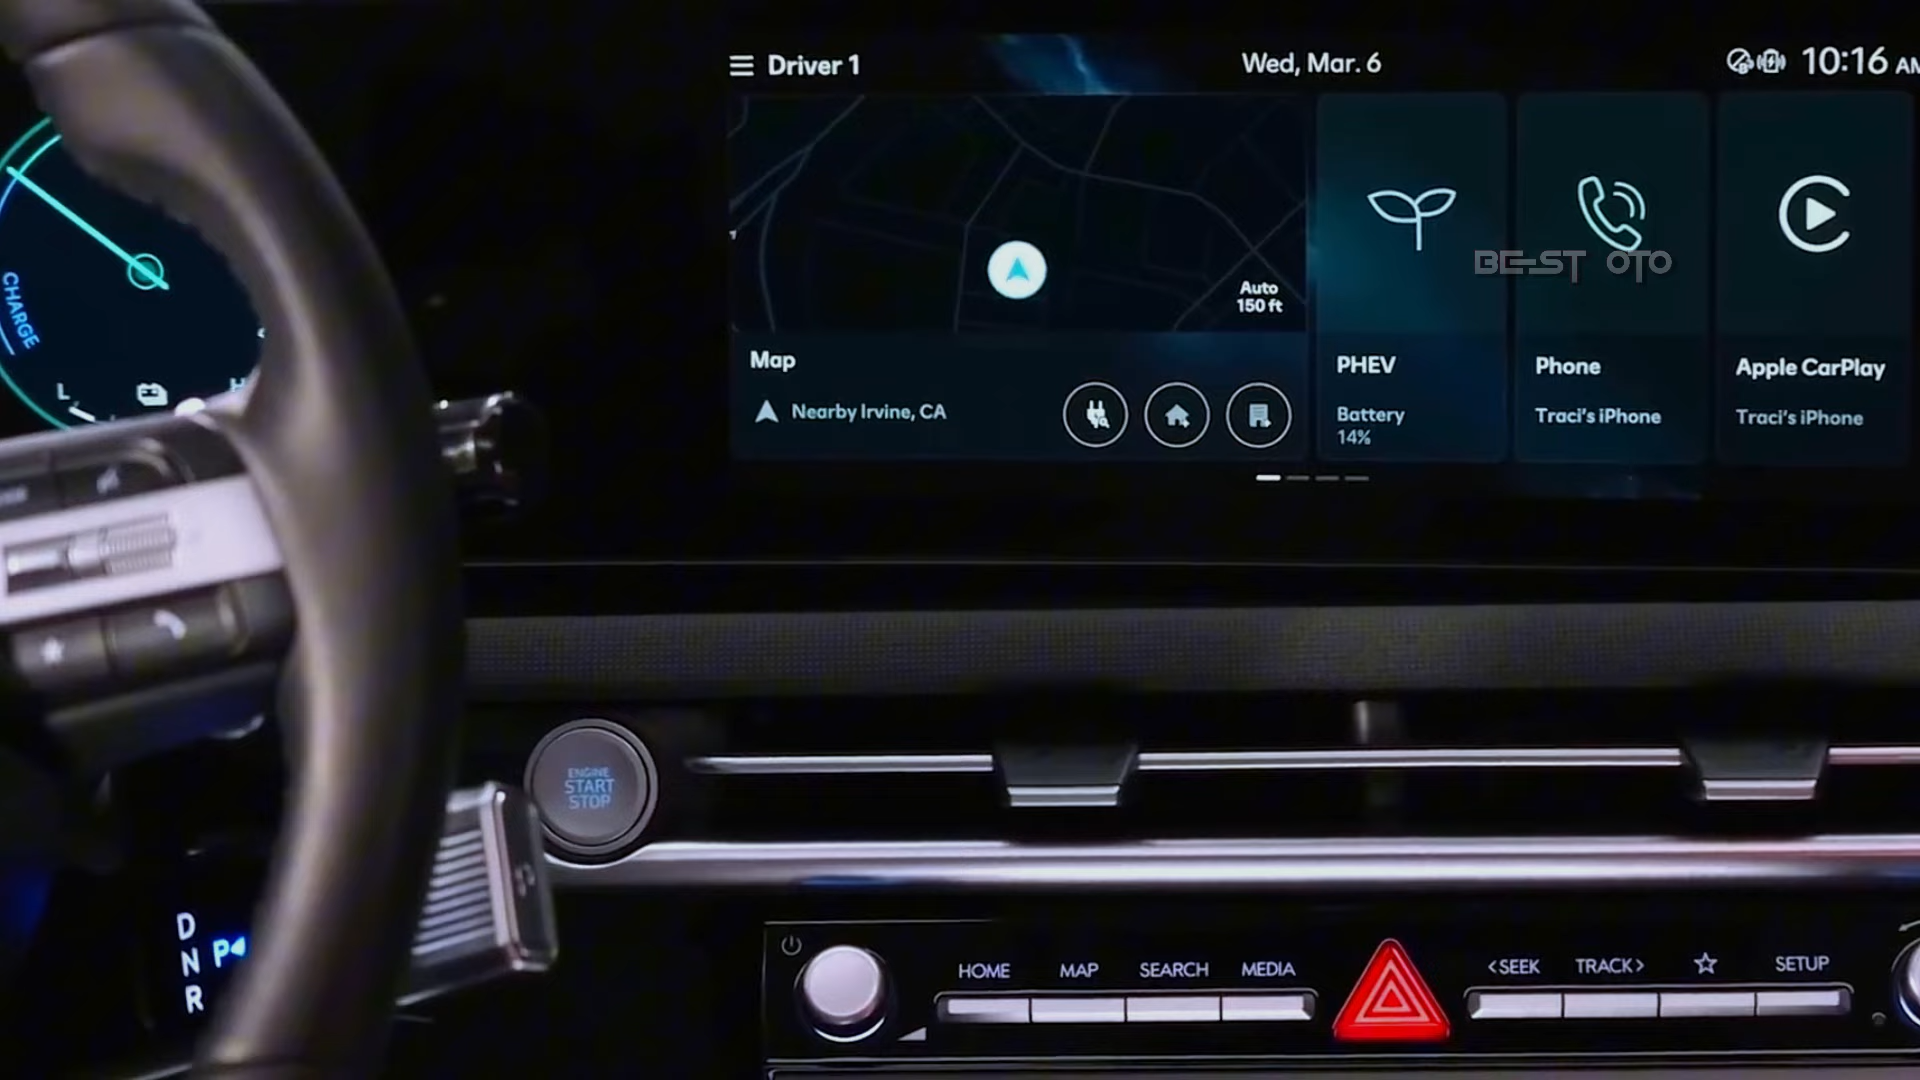 Driver 1
Wed, Mar. 6
10:16 AM
Auto
150 ft
Map
Nearby Irvine, CA
PHEV
Battery
14%
Phone
Traci's iPhone
Apple CarPlay
Traci's iPhone
BEST OTO
CHARGE
L
H
ENGINE
START
STOP
D
N
R
P
HOME
MAP
SEARCH
MEDIA
<SEEK
TRACK>
SETUP